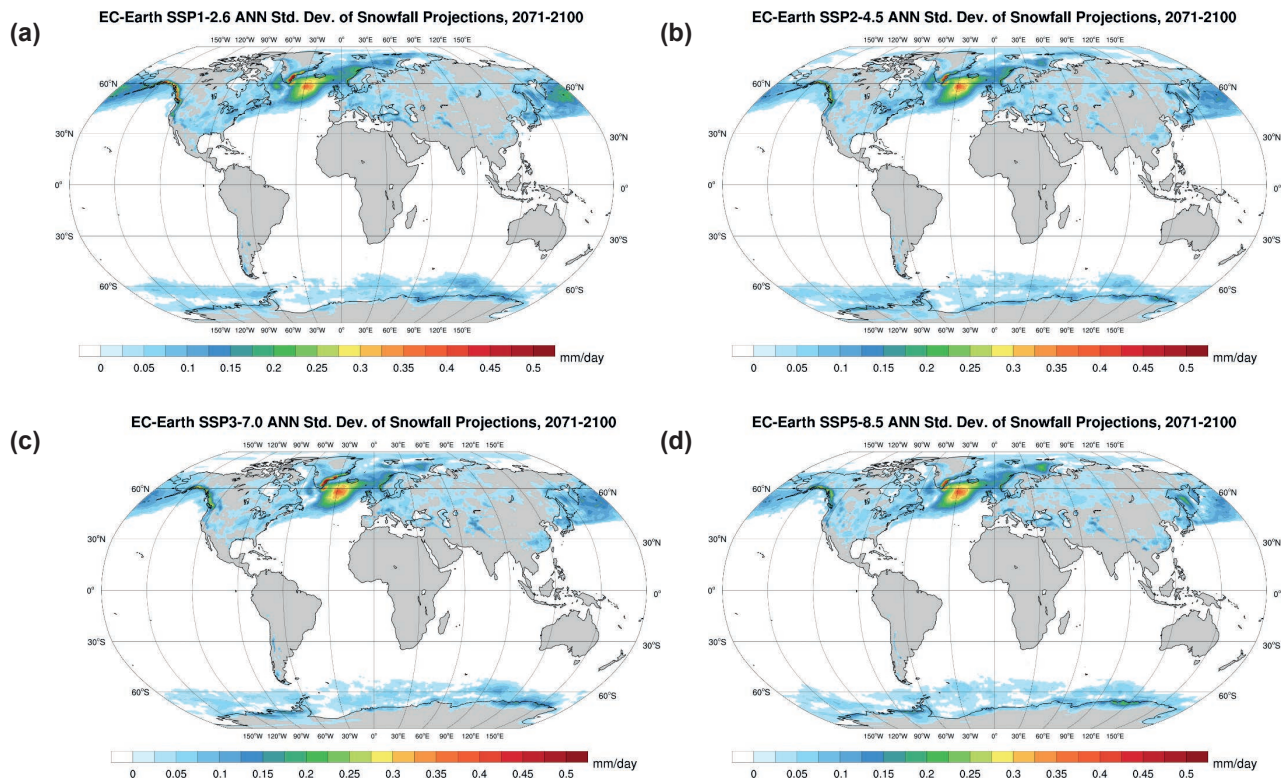 (a)
EC-Earth SSP1-2.6 ANN Std. Dev. of Snowfall Projections, 2071-2100
150°W 120°W 90°W 60°W 30°W 0° 30°E 60°E 90°E 120°E 150°E
60°N 60°N
30°N 30°N
0° 0°
30°S 30°S
60°S 60°S
150°W 120°W 90°W 60°W 30°W 0° 30°E 60°E 90°E 120°E 150°E
0 0.05 0.1 0.15 0.2 0.25 0.3 0.35 0.4 0.45 0.5 mm/day
(b)
EC-Earth SSP2-4.5 ANN Std. Dev. of Snowfall Projections, 2071-2100
150°W 120°W 90°W 60°W 30°W 0° 30°E 60°E 90°E 120°E 150°E
60°N 60°N
30°N 30°N
0° 0°
30°S 30°S
60°S 60°S
150°W 120°W 90°W 60°W 30°W 0° 30°E 60°E 90°E 120°E 150°E
0 0.05 0.1 0.15 0.2 0.25 0.3 0.35 0.4 0.45 0.5 mm/day
(c)
EC-Earth SSP3-7.0 ANN Std. Dev. of Snowfall Projections, 2071-2100
150°W 120°W 90°W 60°W 30°W 0° 30°E 60°E 90°E 120°E 150°E
60°N 60°N
30°N 30°N
0° 0°
30°S 30°S
60°S 60°S
150°W 120°W 90°W 60°W 30°W 0° 30°E 60°E 90°E 120°E 150°E
0 0.05 0.1 0.15 0.2 0.25 0.3 0.35 0.4 0.45 0.5 mm/day
(d)
EC-Earth SSP5-8.5 ANN Std. Dev. of Snowfall Projections, 2071-2100
150°W 120°W 90°W 60°W 30°W 0° 30°E 60°E 90°E 120°E 150°E
60°N 60°N
30°N 30°N
0° 0°
30°S 30°S
60°S 60°S
150°W 120°W 90°W 60°W 30°W 0° 30°E 60°E 90°E 120°E 150°E
0 0.05 0.1 0.15 0.2 0.25 0.3 0.35 0.4 0.45 0.5 mm/day